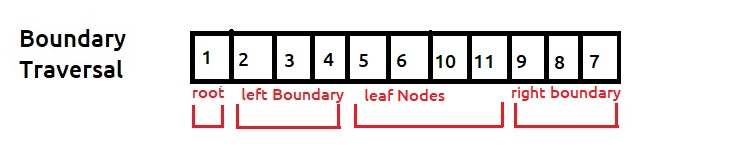 Boundary
Traversal
1 2 3 4 5 6 10 11 9 8 7
root left Boundary leaf Nodes right boundary